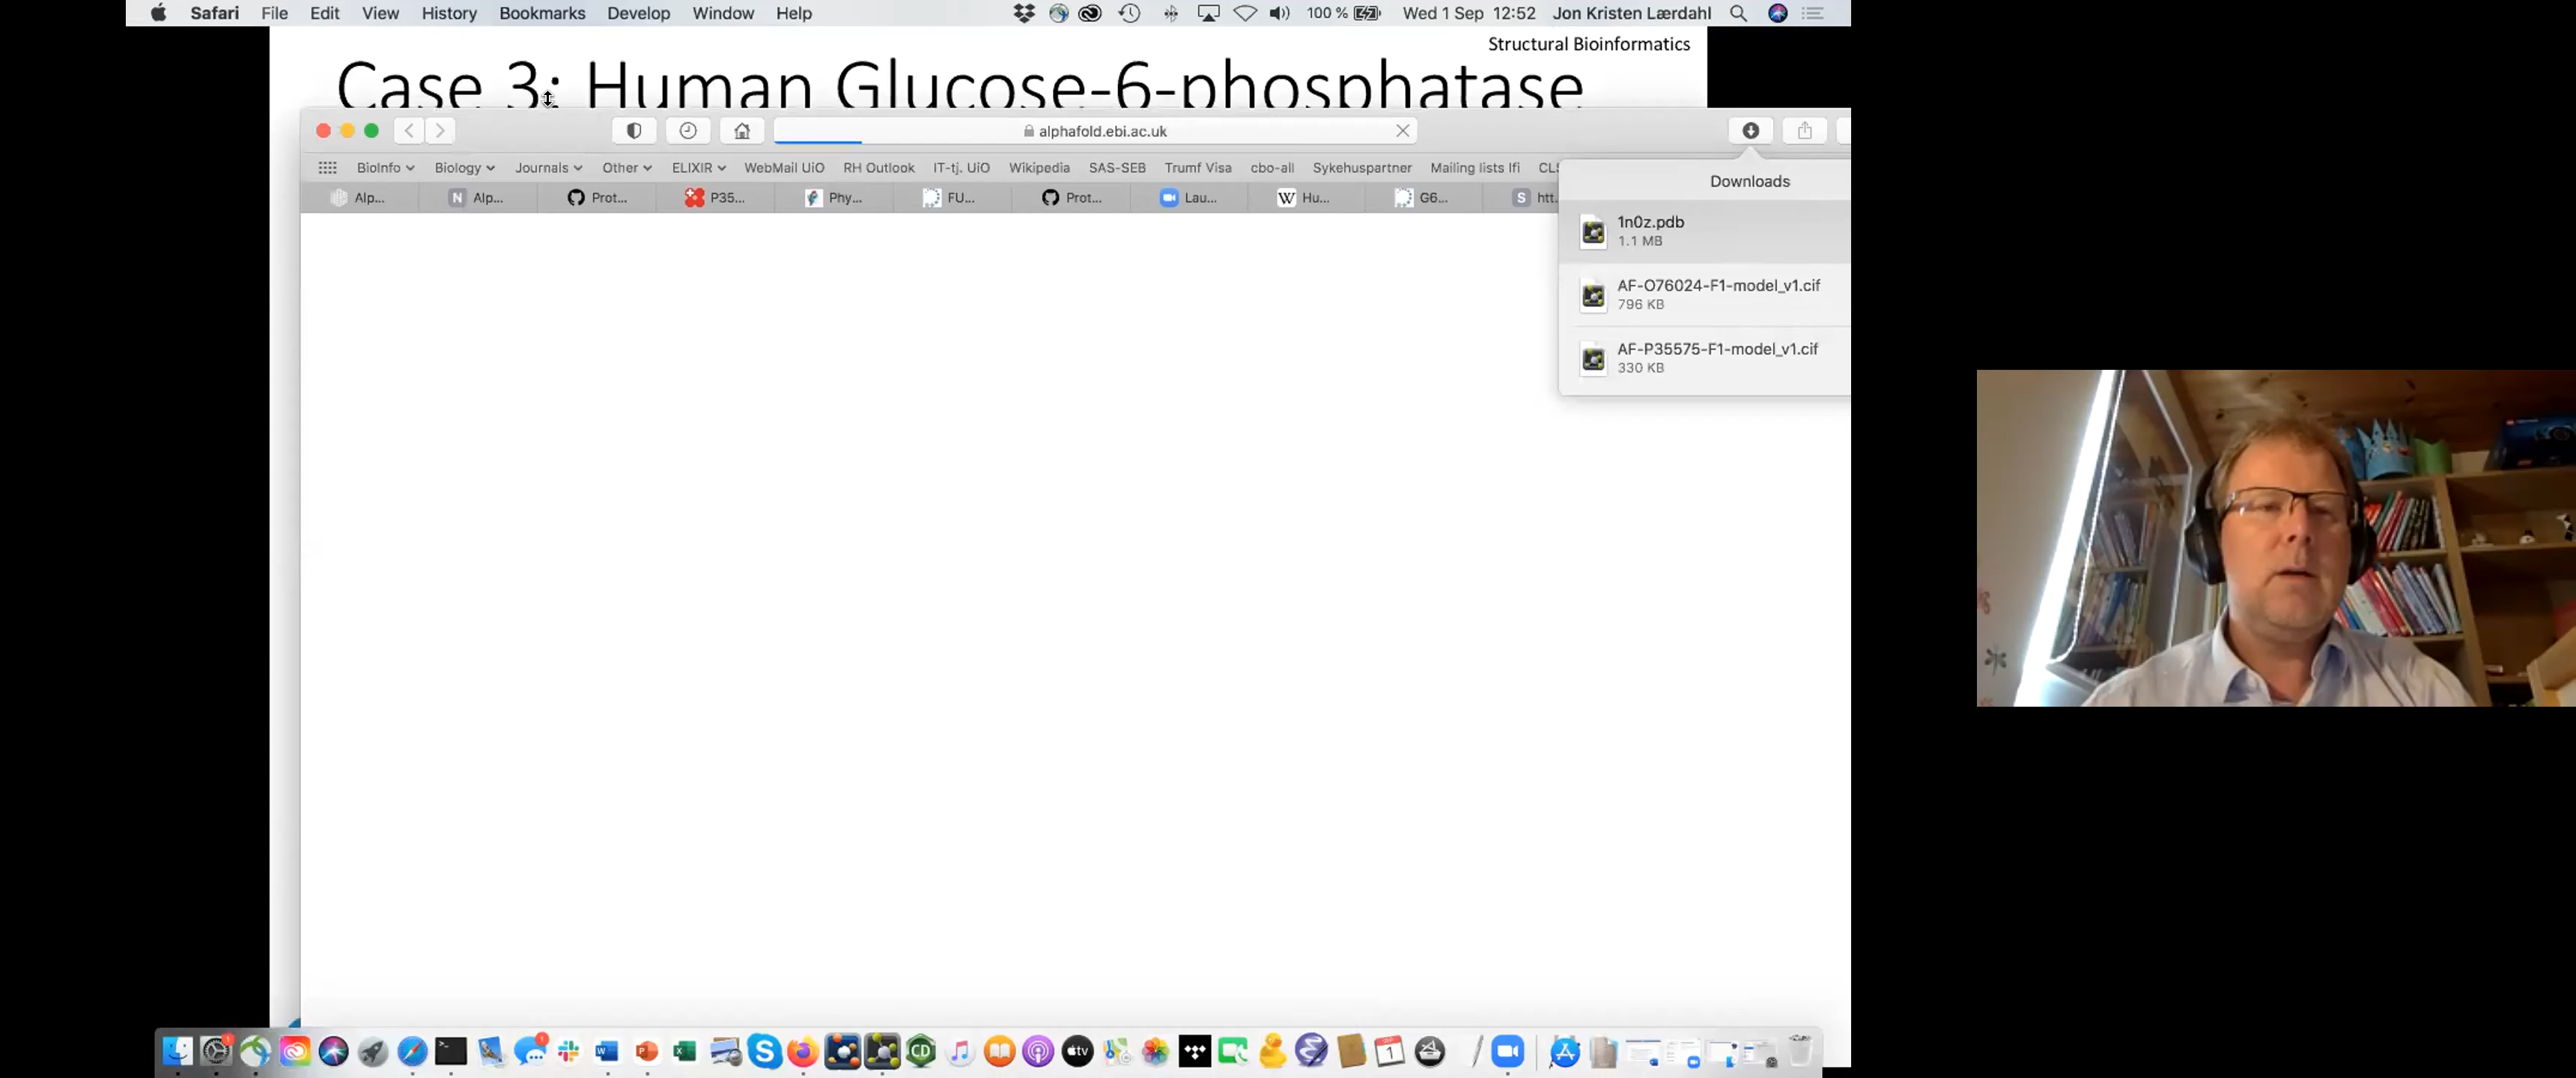 Safari File Edit View History Bookmarks Develop Window Help 100 % Wed 1 Sep 12:52 Jon Kristen Lærdahl
Structural Bioinformatics
Case 3: Human Glucose-6-phosphatase
alphafold.ebi.ac.uk
BioInfo Biology Journals Other ELIXIR WebMail UiO RH Outlook IT-tj. UiO Wikipedia SAS-SEB Trumf Visa cbo-all Sykehuspartner Mailing lists Ifi CLS
Alp... N Alp... Prot... P35... Phy... FU... Prot... Lau... W Hu... G6... S htt.
Downloads
1n0z.pdb
1.1 MB
AF-O76024-F1-model_v1.cif
796 KB
AF-P35575-F1-model_v1.cif
330 KB